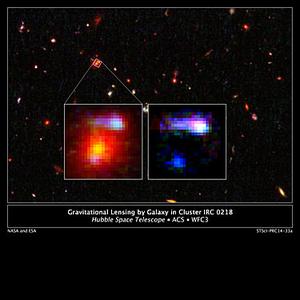 Gravitational Lensing by Galaxy in Cluster IRC 0218
Hubble Space Telescope • ACS • WFC3
NASA and ESA
STScI-PRC14-33a